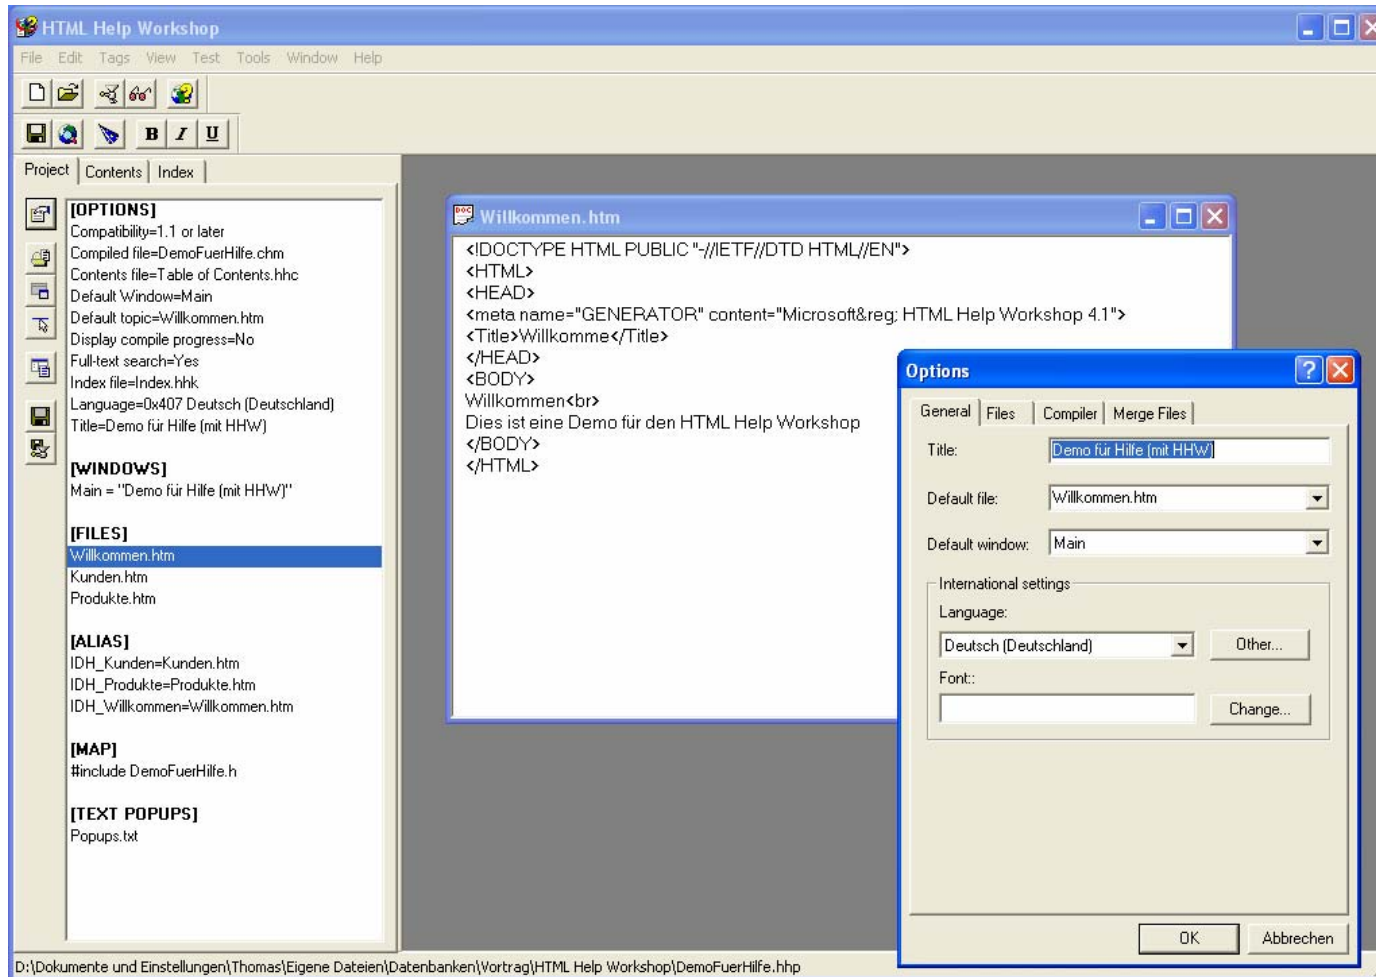 HTML Help Workshop
File Edit Tags View Test Tools Window Help
B I U
Project Contents Index
[OPTIONS]
Compatibility=1.1 or later
Compiled file=DemoFuerHilfe.chm
Contents file=Table of Contents.hhc
Default Window=Main
Default topic=Willkommen.htm
Display compile progress=No
Full-text search=Yes
Index file=Index.hhk
Language=0x407 Deutsch (Deutschland)
Title=Demo für Hilfe (mit HHW)
[WINDOWS]
Main = "Demo für Hilfe (mit HHW)"
[FILES]
Willkommen.htm
Kunden.htm
Produkte.htm
[ALIAS]
IDH_Kunden=Kunden.htm
IDH_Produkte=Produkte.htm
IDH_Willkommen=Willkommen.htm
[MAP]
#include DemoFuerHilfe.h
[TEXT POPUPS]
Popups.txt
Willkommen.htm
<!DOCTYPE HTML PUBLIC "-//IETF//DTD HTML//EN">
<HTML>
<HEAD>
<meta name="GENERATOR" content="Microsoft&reg; HTML Help Workshop 4.1">
<Title>Willkomme</Title>
</HEAD>
<BODY>
Willkommen<br>
Dies ist eine Demo für den HTML Help Workshop
</BODY>
</HTML>
Options
General Files Compiler Merge Files
Title: Demo für Hilfe (mit HHW)
Default file: Willkommen.htm
Default window: Main
International settings
Language:
Deutsch (Deutschland) Other...
Font::
Change...
OK Abbrechen
D:\Dokumente und Einstellungen\Thomas\Eigene Dateien\Datenbanken\Vortrag\HTML Help Workshop\DemoFuerHilfe.hhp